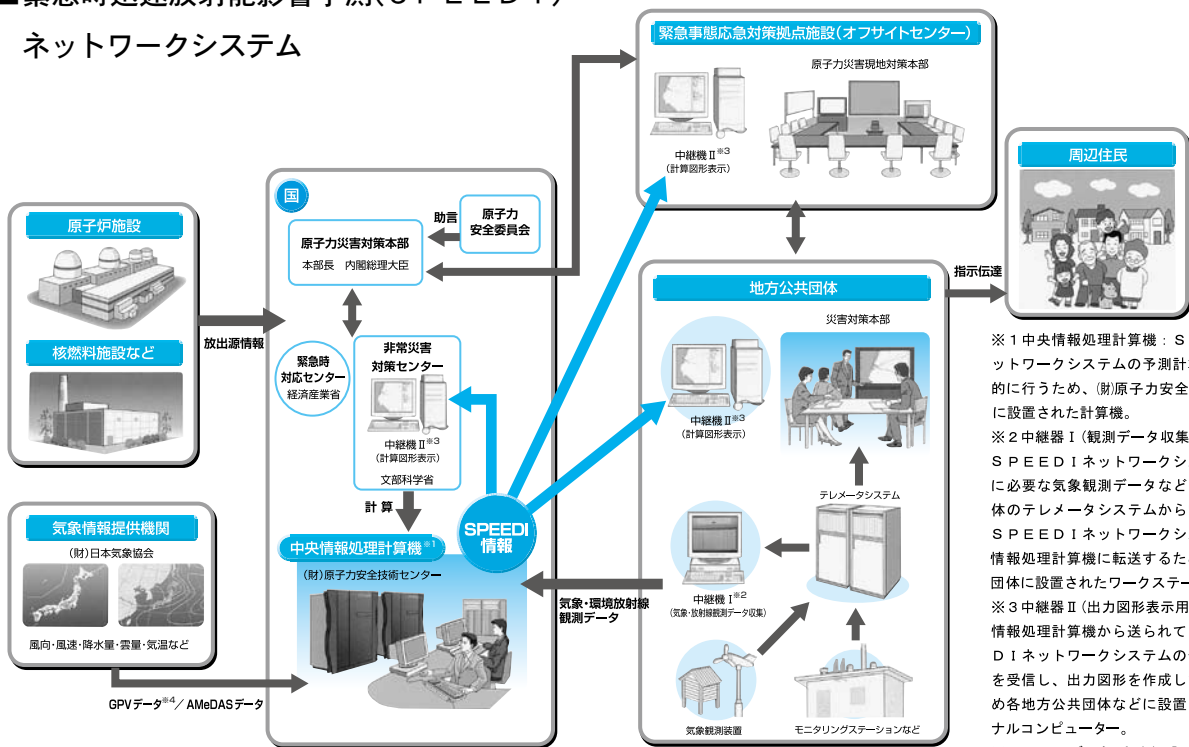 ■緊急時迅速放射能影響予測(SPEEDI)
ネットワークシステム
原子炉施設
核燃料施設など
放出源情報
気象情報提供機関
(財)日本気象協会
風向・風速・降水量・雲量・気温など
GPVデータ※4／AMeDASデータ
国
原子力災害対策本部
本部長 内閣総理大臣
助言
原子力
安全委員会
緊急時
対応センター
経済産業省
非常災害
対策センター
中継機Ⅱ※3
(計算図形表示)
文部科学省
計算
SPEEDI
情報
中央情報処理計算機※1
(財)原子力安全技術センター
緊急事態応急対策拠点施設(オフサイトセンター)
原子力災害現地対策本部
中継機Ⅱ※3
(計算図形表示)
地方公共団体
災害対策本部
中継機Ⅱ※3
(計算図形表示)
テレメータシステム
中継機Ⅰ※2
(気象・放射線観測データ収集)
気象・環境放射線
観測データ
気象観測装置
モニタリングステーションなど
指示伝達
周辺住民
※1中央情報処理計算機：S
ットワークシステムの予測計
的に行うため、(財)原子力安全
に設置された計算機。
※2中継器Ⅰ(観測データ収集
SPEEDIネットワークシ
に必要な気象観測データなど
体のテレメータシステムから
SPEEDIネットワークシ
情報処理計算機に転送するた
団体に設置されたワークステー
※3中継器Ⅱ(出力図形表示用
情報処理計算機から送られて
DIネットワークシステムの
を受信し、出力図形を作成し
め各地方公共団体などに設置
ナルコンピューター。